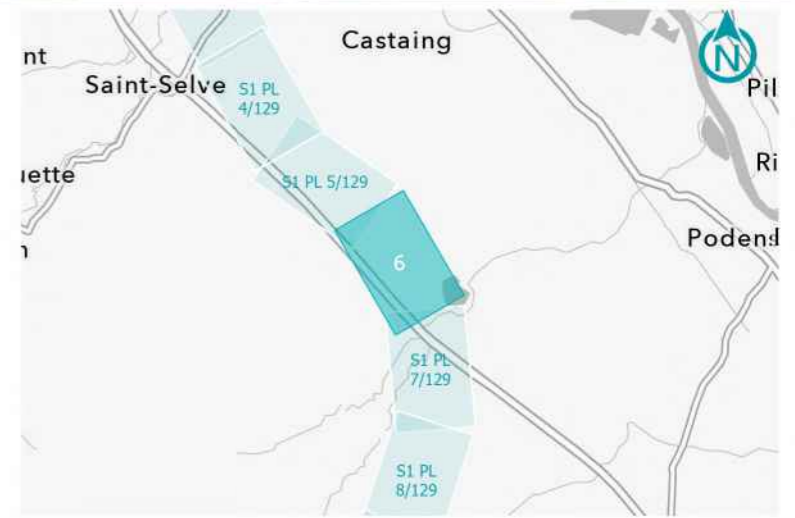 Castaing
N
nt
Saint-Selve
S1 PL
4/129
Pil
Ri
uette
S1 PL 5/129
Podens
6
S1 PL
7/129
S1 PL
8/129